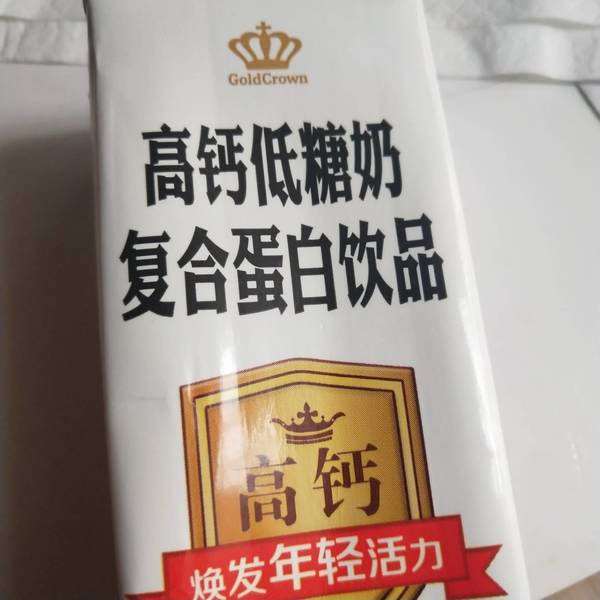 GoldCrown
高钙低糖奶
复合蛋白饮品
高钙
焕发年轻活力